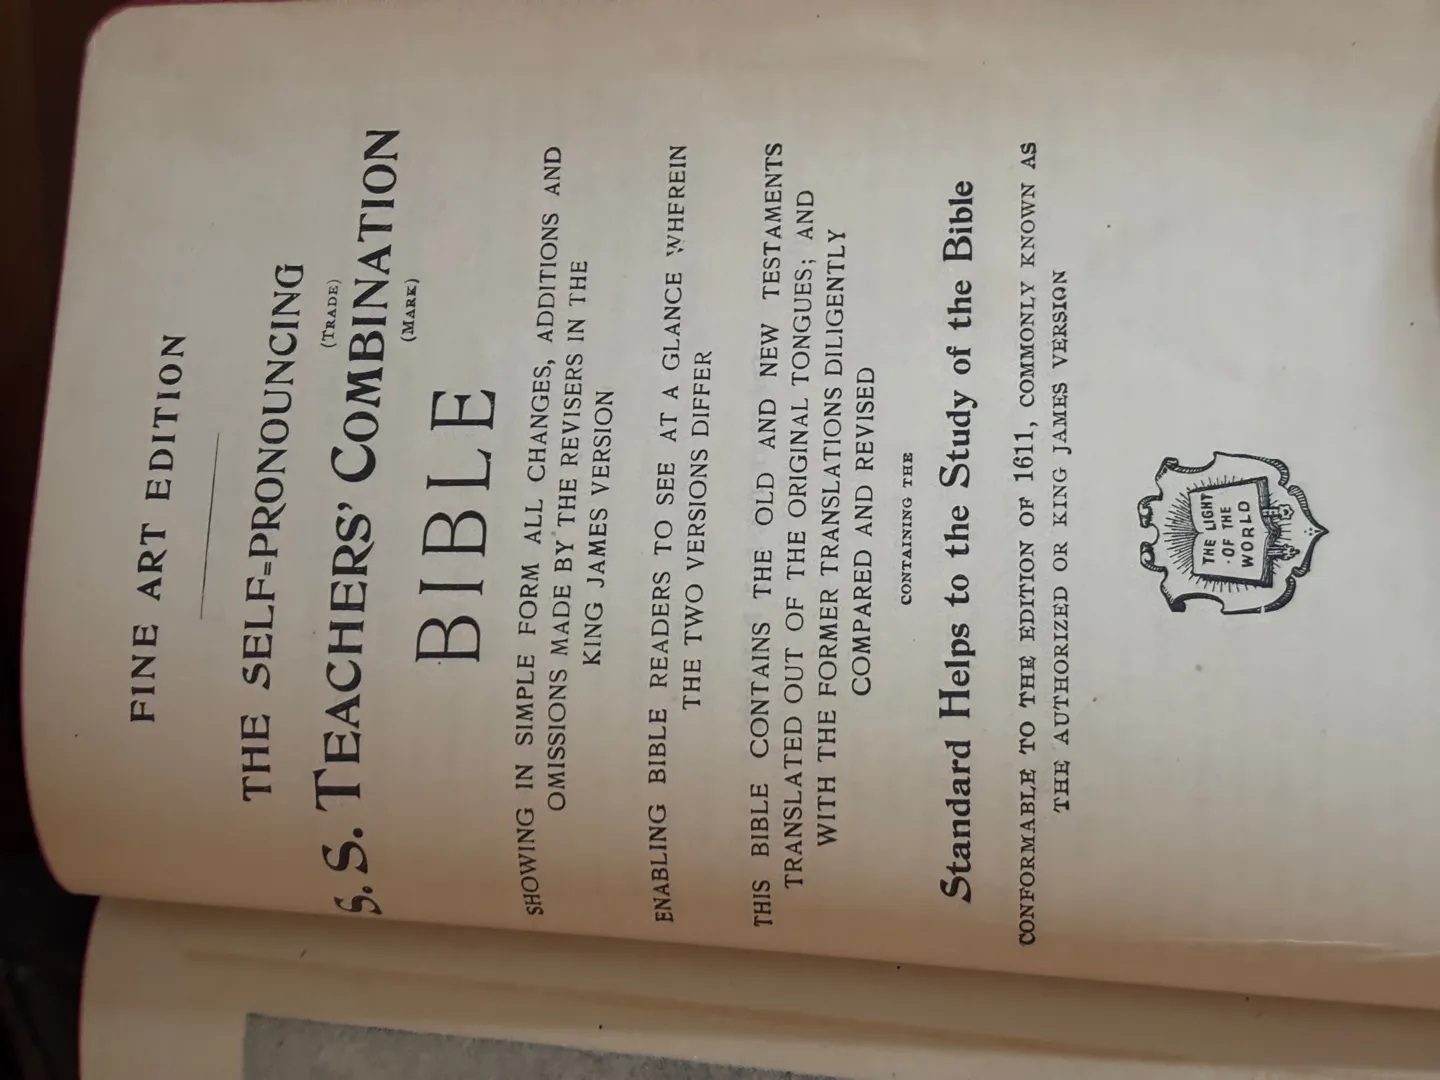 FINE ART EDITION
THE SELF=PRONOUNCING
(TRADE)
S. S. TEACHERS' COMBINATION
(MARK)
BIBLE
SHOWING IN SIMPLE FORM ALL CHANGES, ADDITIONS AND
OMISSIONS MADE BY THE REVISERS IN THE
KING JAMES VERSION
ENABLING BIBLE READERS TO SEE AT A GLANCE WHEREIN
THE TWO VERSIONS DIFFER
THIS BIBLE CONTAINS THE OLD AND NEW TESTAMENTS
TRANSLATED OUT OF THE ORIGINAL TONGUES; AND
WITH THE FORMER TRANSLATIONS DILIGENTLY
COMPARED AND REVISED
CONTAINING THE
Standard Helps to the Study of the Bible
CONFORMABLE TO THE EDITION OF 1611, COMMONLY KNOWN AS
THE AUTHORIZED OR KING JAMES VERSION
THE LIGHT
·OF THE
WORLD